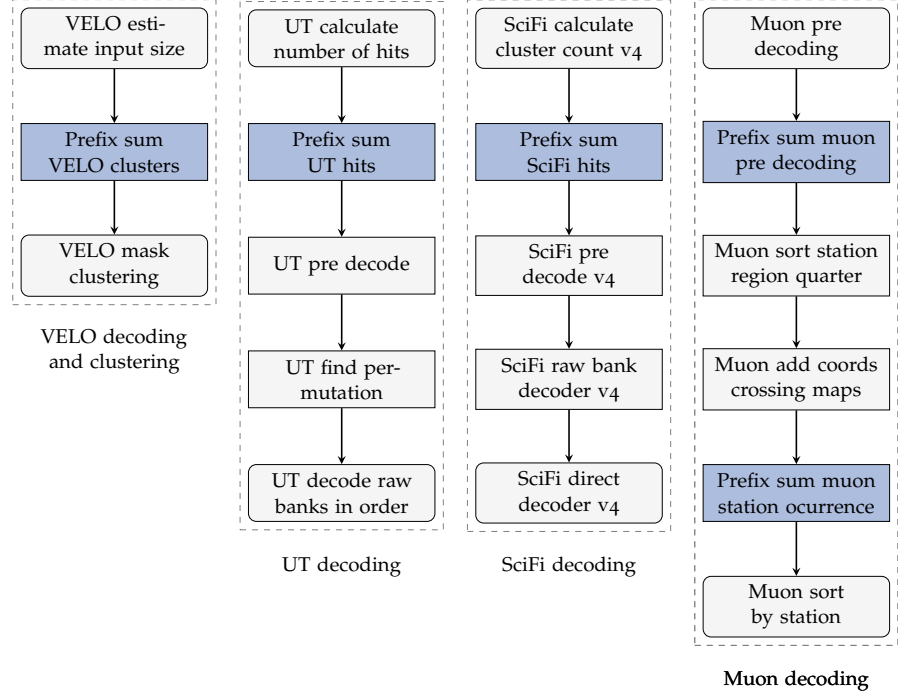 VELO esti-
mate input size
Prefix sum
VELO clusters
VELO mask
clustering
VELO decoding
and clustering
UT calculate
number of hits
Prefix sum
UT hits
UT pre decode
UT find per-
mutation
UT decode raw
banks in order
UT decoding
SciFi calculate
cluster count v4
Prefix sum
SciFi hits
SciFi pre
decode v4
SciFi raw bank
decoder v4
SciFi direct
decoder v4
SciFi decoding
Muon pre
decoding
Prefix sum muon
pre decoding
Muon sort station
region quarter
Muon add coords
crossing maps
Prefix sum muon
station ocurrence
Muon sort
by station
Muon decoding